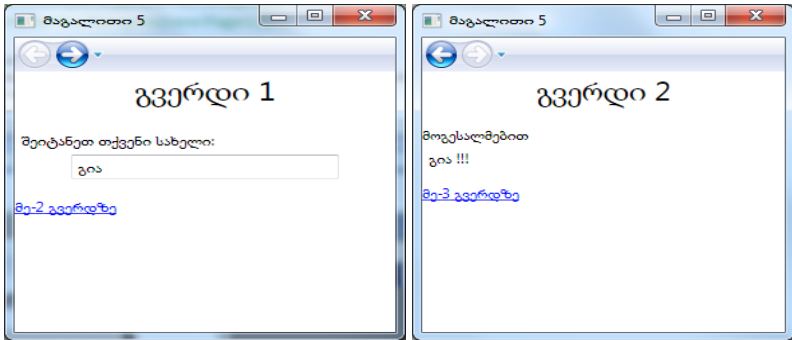 მაგალითი 5
გვერდი 1
შეიტანეთ თქვენი სახელი:
გია
მე-2 გვერდზე
მაგალითი 5
გვერდი 2
მოგესალმებით
გია !!!
მე-3 გვერდზე